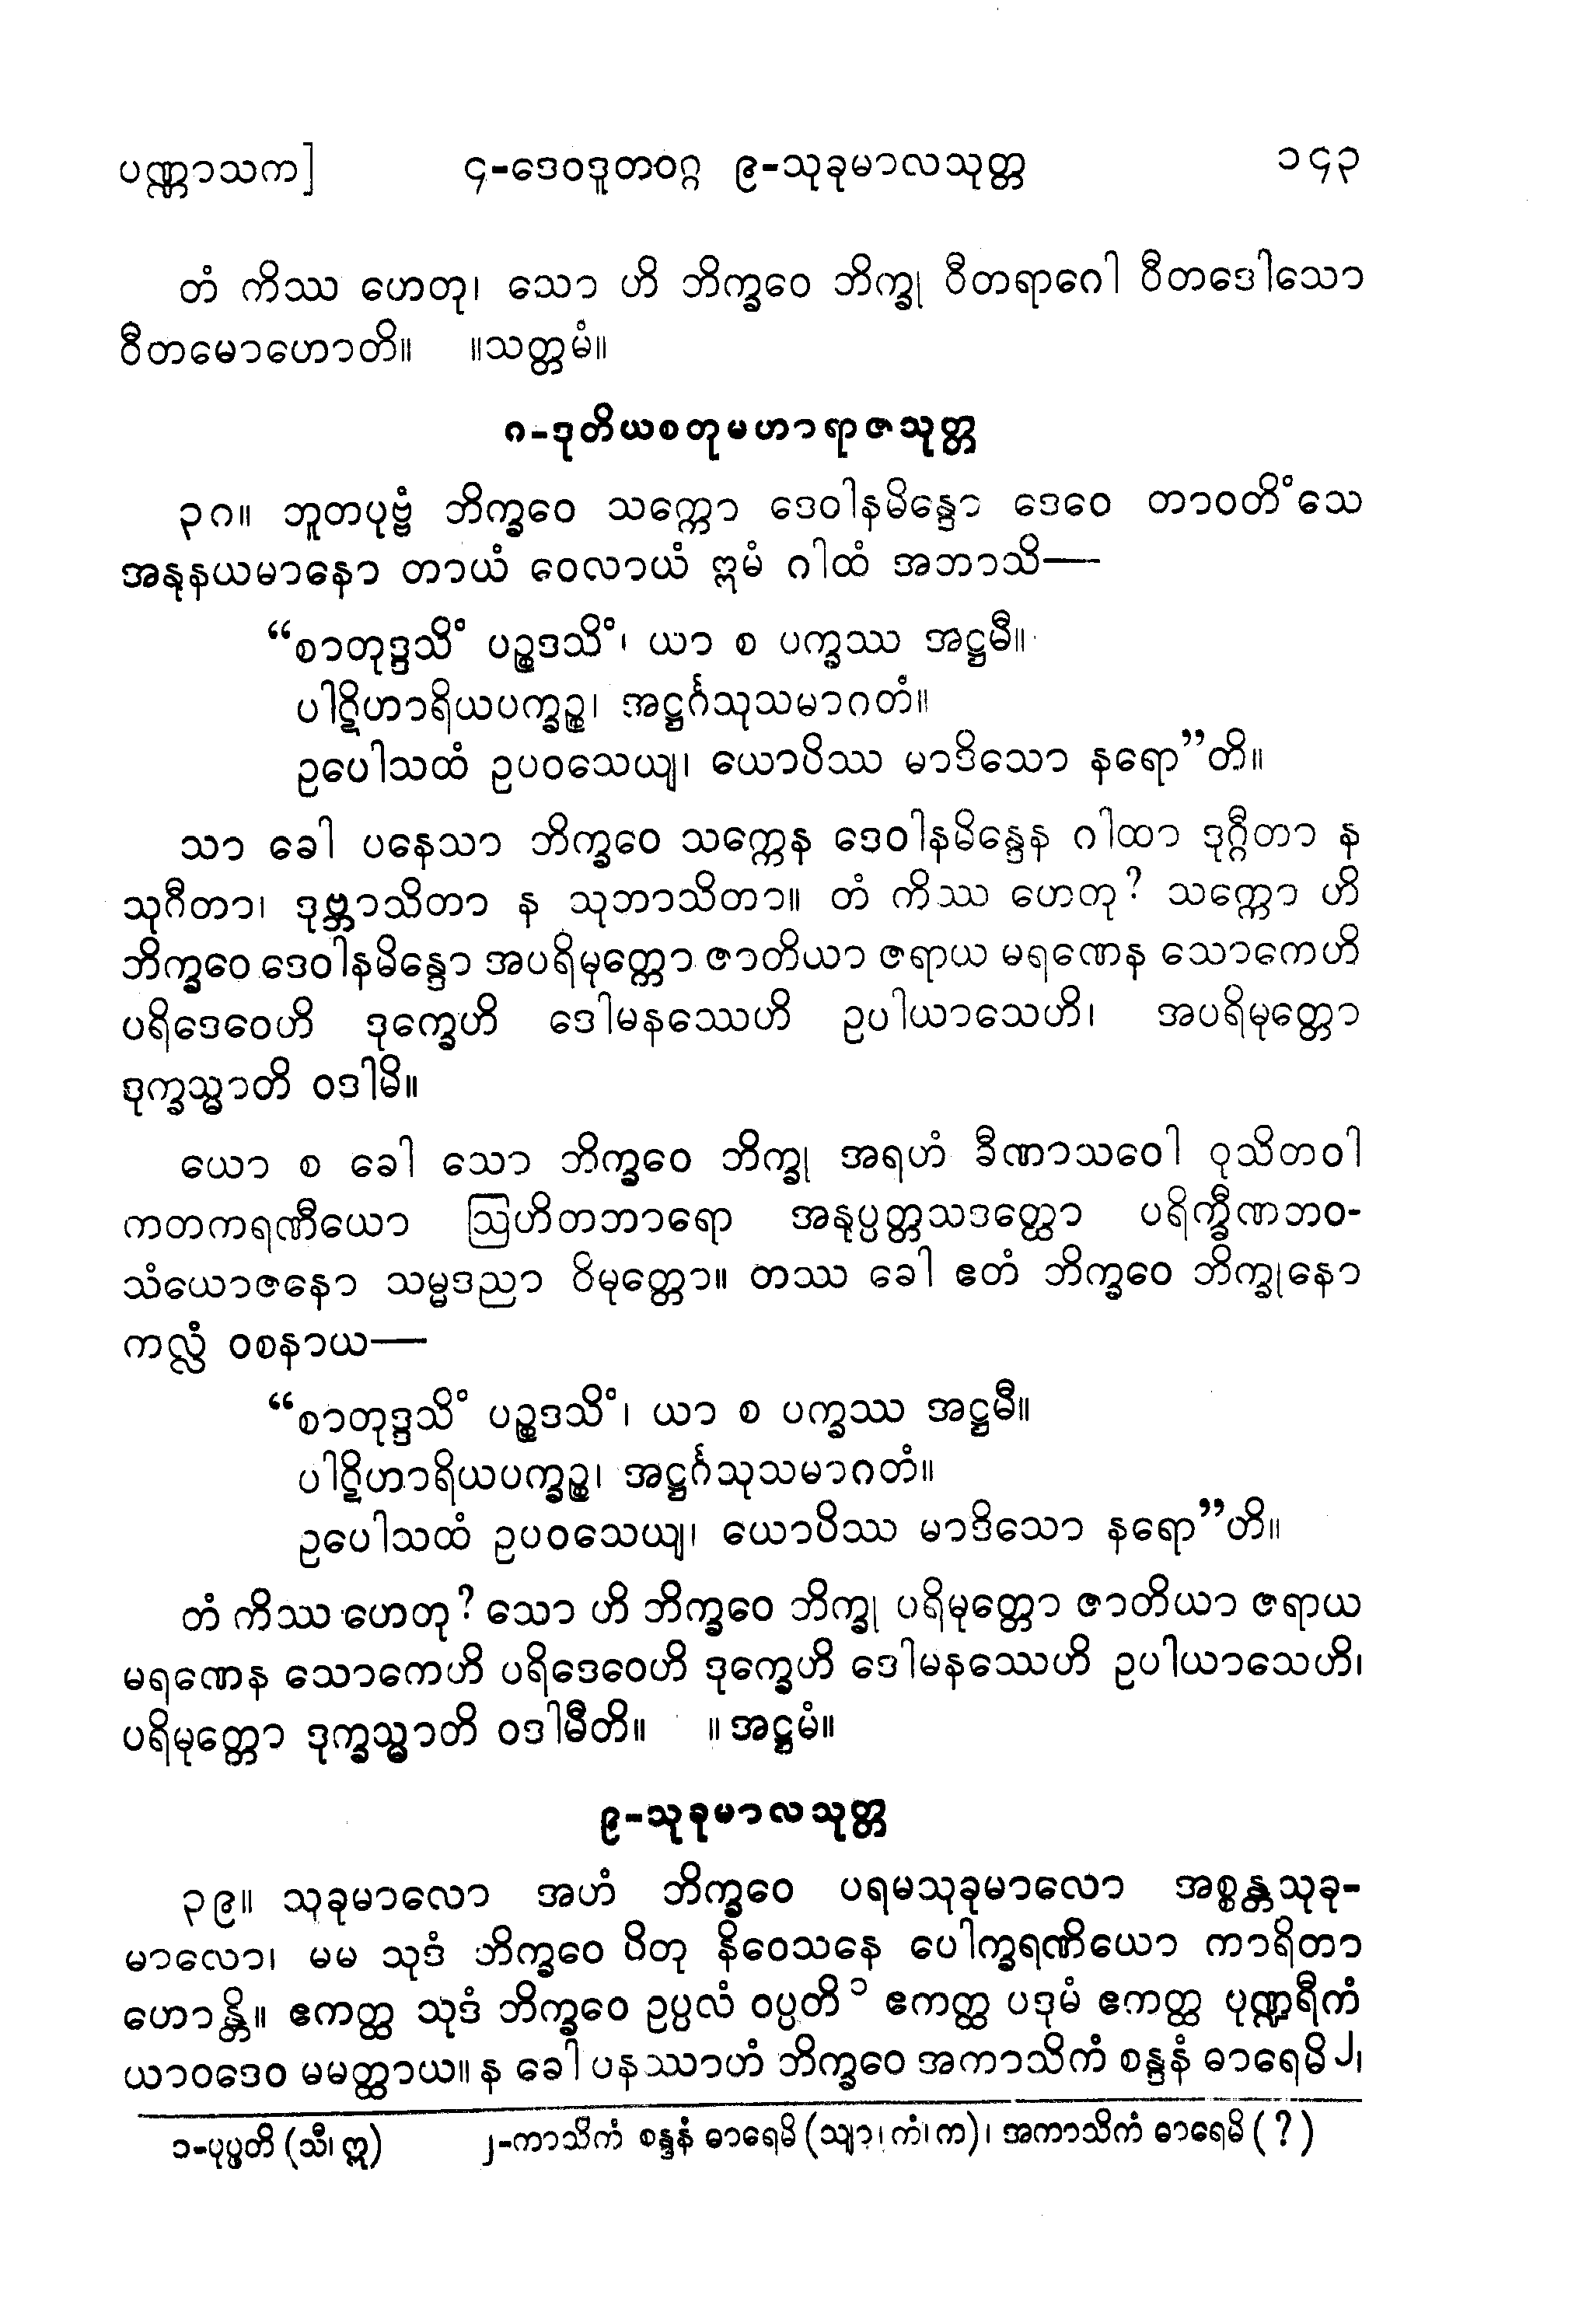 ပဏ္ဏာသက] ၄-ဒေဝဒူတဝဂ္ဂ ၉-သုခုမာလသုတ္တ ၁၄၃
တံ ကိဿ ဟေတု၊ သော ဟိ ဘိက္ခဝေ ဘိက္ခု ဝီတရာဂေါ ဝီတဒေါသော
ဝီတမောဟောတိ။ ။သတ္တမံ။
၈-ဒုတိယစတုမဟာရာဇသုတ္တ
၃၈။ ဘူတပုဗ္ဗံ ဘိက္ခဝေ သက္ကော ဒေဝါနမိန္ဒော ဒေဝေ တာဝတိံသေ
အနုနယမာနော တာယံ ဝေလာယံ ဣမံ ဂါထံ အဘာသိ—
“စာတုဒ္ဒသိံ ပဉ္စဒသိံ၊ ယာ စ ပက္ခဿ အဋ္ဌမီ။
ပါဋိဟာရိယပက္ခဉ္စ၊ အဋ္ဌင်္ဂသုသမာဂတံ။
ဥပေါသထံ ဥပဝသေယျ၊ ယောပိဿ မာဒိသော နရော”တိ။
သာ ခေါ ပနေသာ ဘိက္ခဝေ သက္ကေန ဒေဝါနမိန္ဒေန ဂါထာ ဒုဂ္ဂီတာ န
သုဂီတာ၊ ဒုဗ္ဘာသိတာ န သုဘာသိတာ။ တံ ကိဿ ဟေတု? သက္ကော ဟိ
ဘိက္ခဝေ ဒေဝါနမိန္ဒော အပရိမုတ္တော ဇာတိယာ ဇရာယ မရဏေန သောကေဟိ
ပရိဒေဝေဟိ ဒုက္ခေဟိ ဒေါမနဿေဟိ ဥပါယာသေဟိ၊ အပရိမုတ္တော
ဒုက္ခသ္မာတိ ဝဒါမိ။
ယော စ ခေါ သော ဘိက္ခဝေ ဘိက္ခု အရဟံ ခီဏာသဝေါ ဝုသိတဝါ
ကတကရဏီယော ဩဟိတဘာရော အနုပ္ပတ္တသဒတ္ထော ပရိက္ခီဏဘဝ-
သံယောဇနော သမ္မဒညာ ဝိမုတ္တော။ တဿ ခေါ ဧတံ ဘိက္ခဝေ ဘိက္ခုနော
ကလ္လံ ဝစနာယ—
“စာတုဒ္ဒသိံ ပဉ္စဒသိံ၊ ယာ စ ပက္ခဿ အဋ္ဌမီ။
ပါဋိဟာရိယပက္ခဉ္စ၊ အဋ္ဌင်္ဂသုသမာဂတံ။
ဥပေါသထံ ဥပဝသေယျ၊ ယောပိဿ မာဒိသော နရော”ဟိ။
တံ ကိဿ ဟေတု? သော ဟိ ဘိက္ခဝေ ဘိက္ခု ပရိမုတ္တော ဇာတိယာ ဇရာယ
မရဏေန သောကေဟိ ပရိဒေဝေဟိ ဒုက္ခေဟိ ဒေါမနဿေဟိ ဥပါယာသေဟိ၊
ပရိမုတ္တော ဒုက္ခသ္မာတိ ဝဒါမီတိ။ ။အဋ္ဌမံ။
၉-သုခုမာလသုတ္တ
၃၉။ သုခုမာလော အဟံ ဘိက္ခဝေ ပရမသုခုမာလော အစ္စန္တသုခု-
မာလော၊ မမ သုဒံ ဘိက္ခဝေ ပိတု နိဝေသနေ ပေါက္ခရဏိယော ကာရိတာ
ဟောန္တိ။ ဧကတ္ထ သုဒံ ဘိက္ခဝေ ဥပ္ပလံ ဝပ္ပတိ ၁ ဧကတ္ထ ပဒုမံ ဧကတ္ထ ပုဏ္ဍရီကံ
ယာဝဒေဝ မမတ္ထာယ။ န ခေါ ပနဿာဟံ ဘိက္ခဝေ အကာသိကံ စန္ဒနံ ဓာရေမိ ၂၊
၁-ပုပ္ဖတိ (သီ၊ ဣ) ၂-ကာသိကံ စန္ဒနံ ဓာရေမိ (သျာ၊ ကံ၊ က)၊ အကာသိကံ ဓာရေမိ (?)